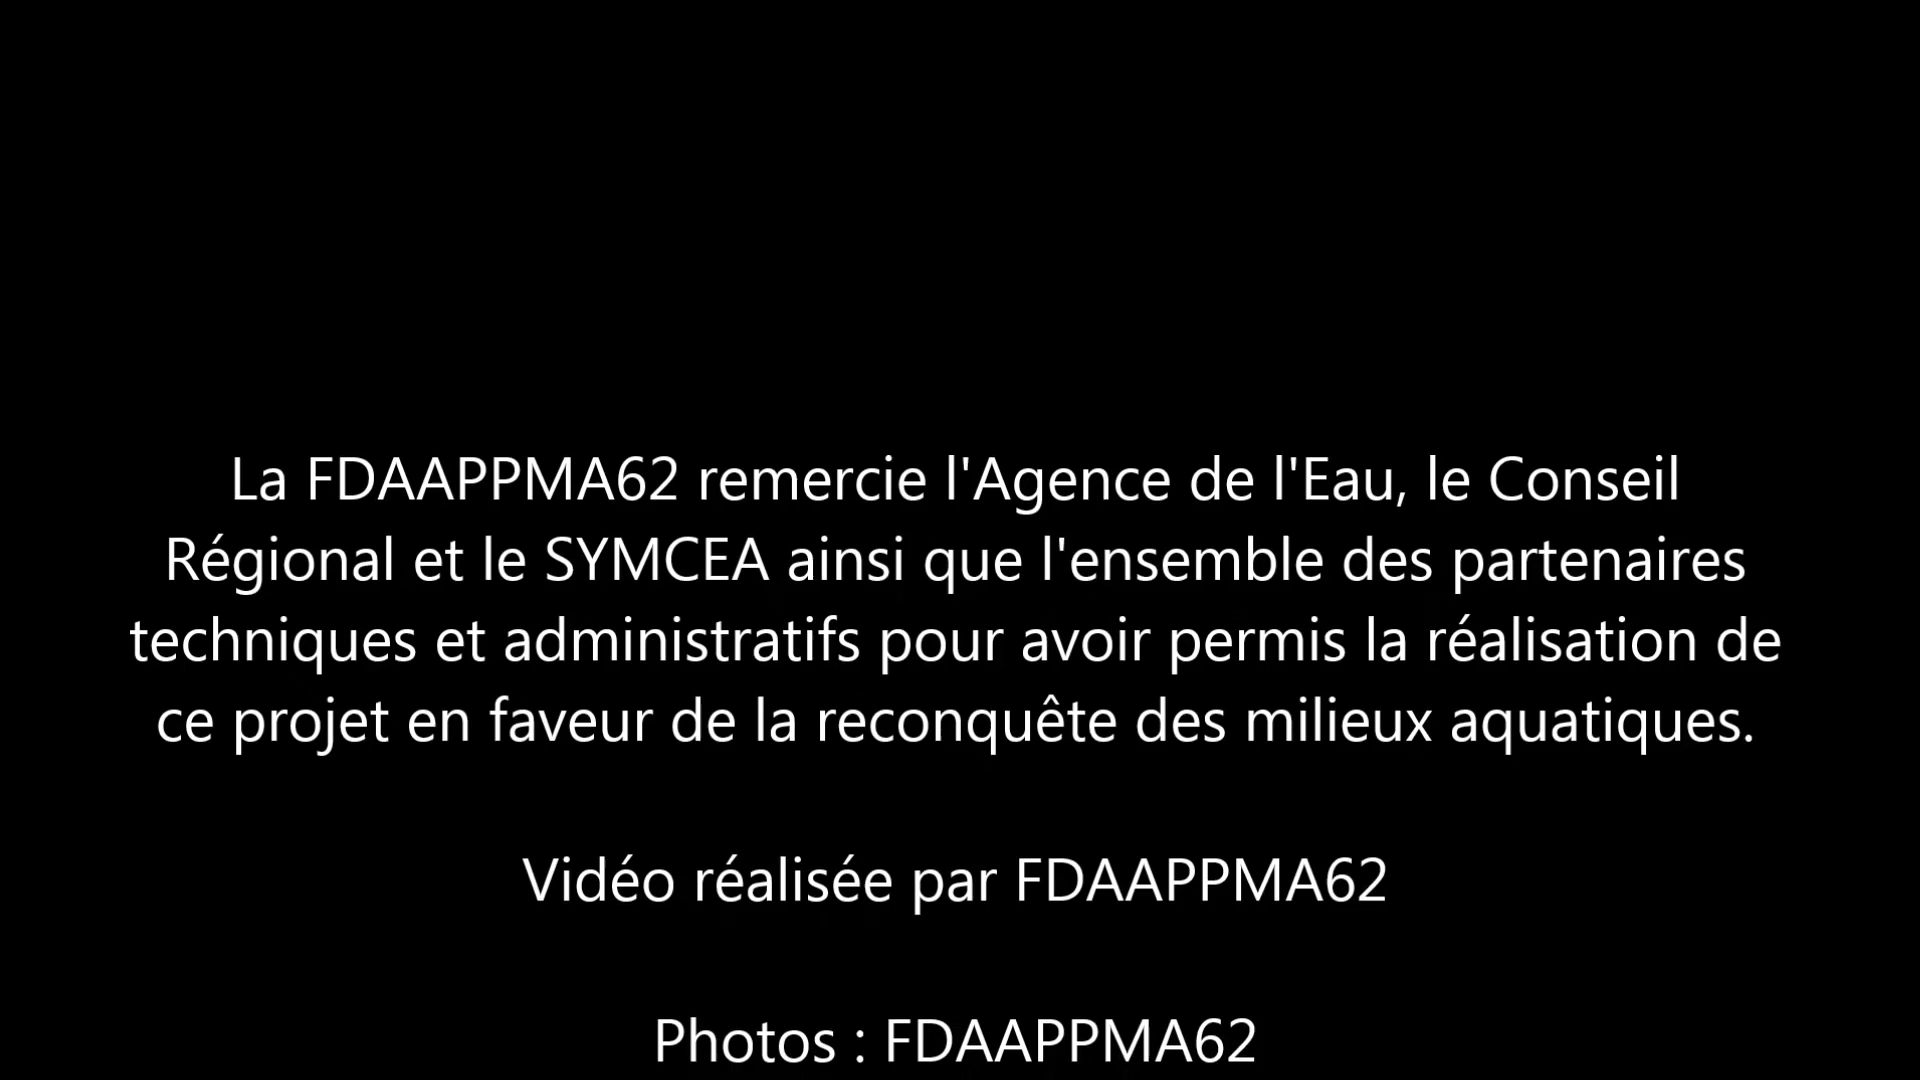 La FDAAPPMA62 remercie l'Agence de l'Eau, le Conseil
Régional et le SYMCEA ainsi que l'ensemble des partenaires
techniques et administratifs pour avoir permis la réalisation de
ce projet en faveur de la reconquête des milieux aquatiques.
Vidéo réalisée par FDAAPPMA62
Photos : FDAAPPMA62